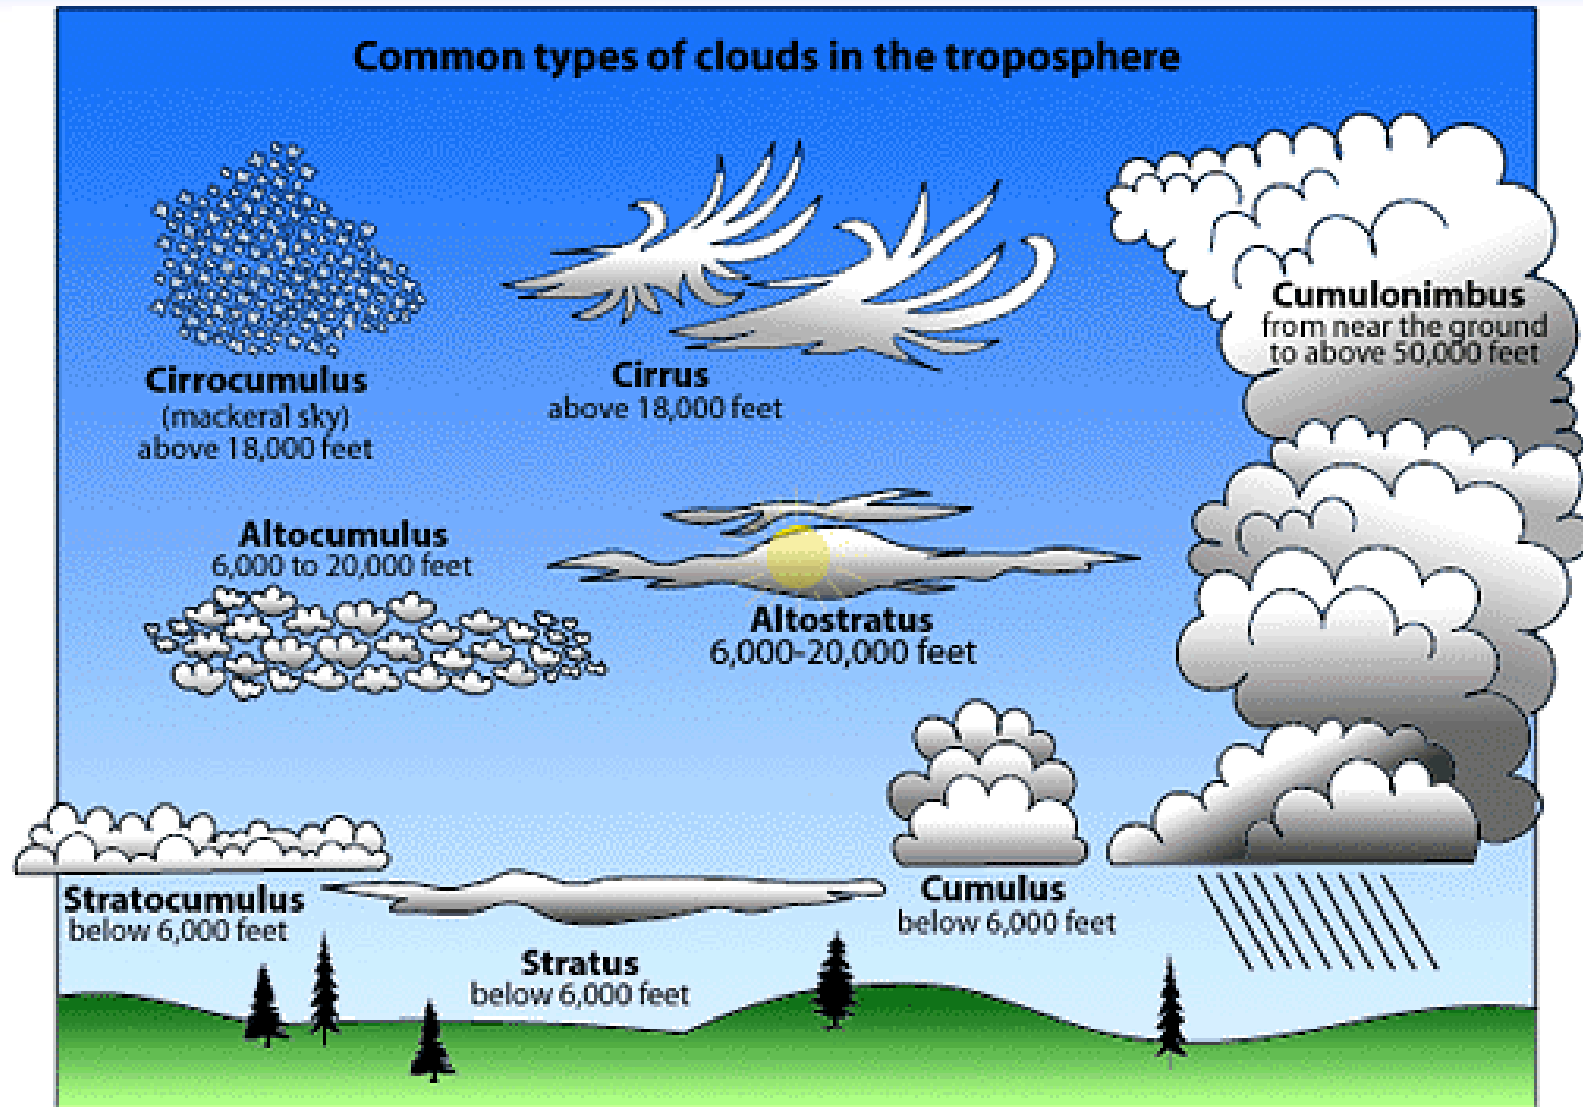 Common types of clouds in the troposphere
Cirrocumulus
(mackeral sky)
above 18,000 feet
Cirrus
above 18,000 feet
Cumulonimbus
from near the ground
to above 50,000 feet
Altocumulus
6,000 to 20,000 feet
Altostratus
6,000-20,000 feet
Stratocumulus
below 6,000 feet
Stratus
below 6,000 feet
Cumulus
below 6,000 feet